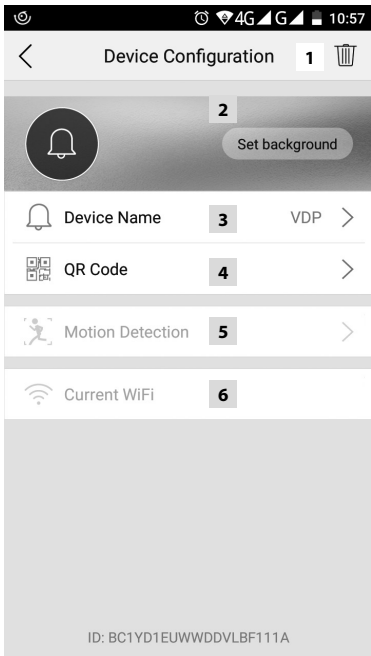 4G G 10:57
Device Configuration 1
2
Set background
Device Name 3 VDP
QR Code 4
Motion Detection 5
Current WiFi 6
ID: BC1YD1EUWWDDVLBF111A